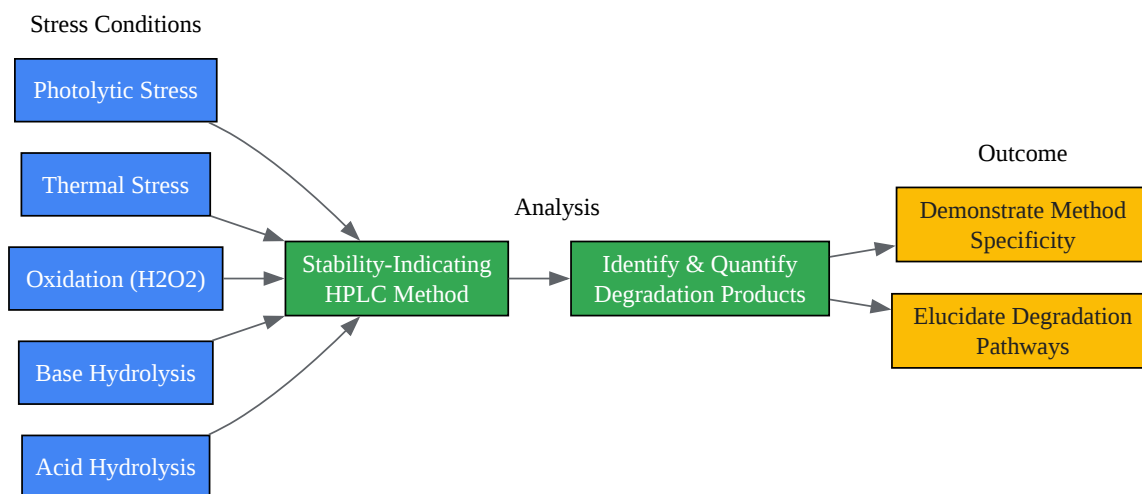 Stress Conditions
Photolytic Stress
Thermal Stress
Oxidation (H2O2)
Base Hydrolysis
Acid Hydrolysis
Stability-Indicating
HPLC Method
Analysis
Identify & Quantify
Degradation Products
Outcome
Demonstrate Method
Specificity
Elucidate Degradation
Pathways